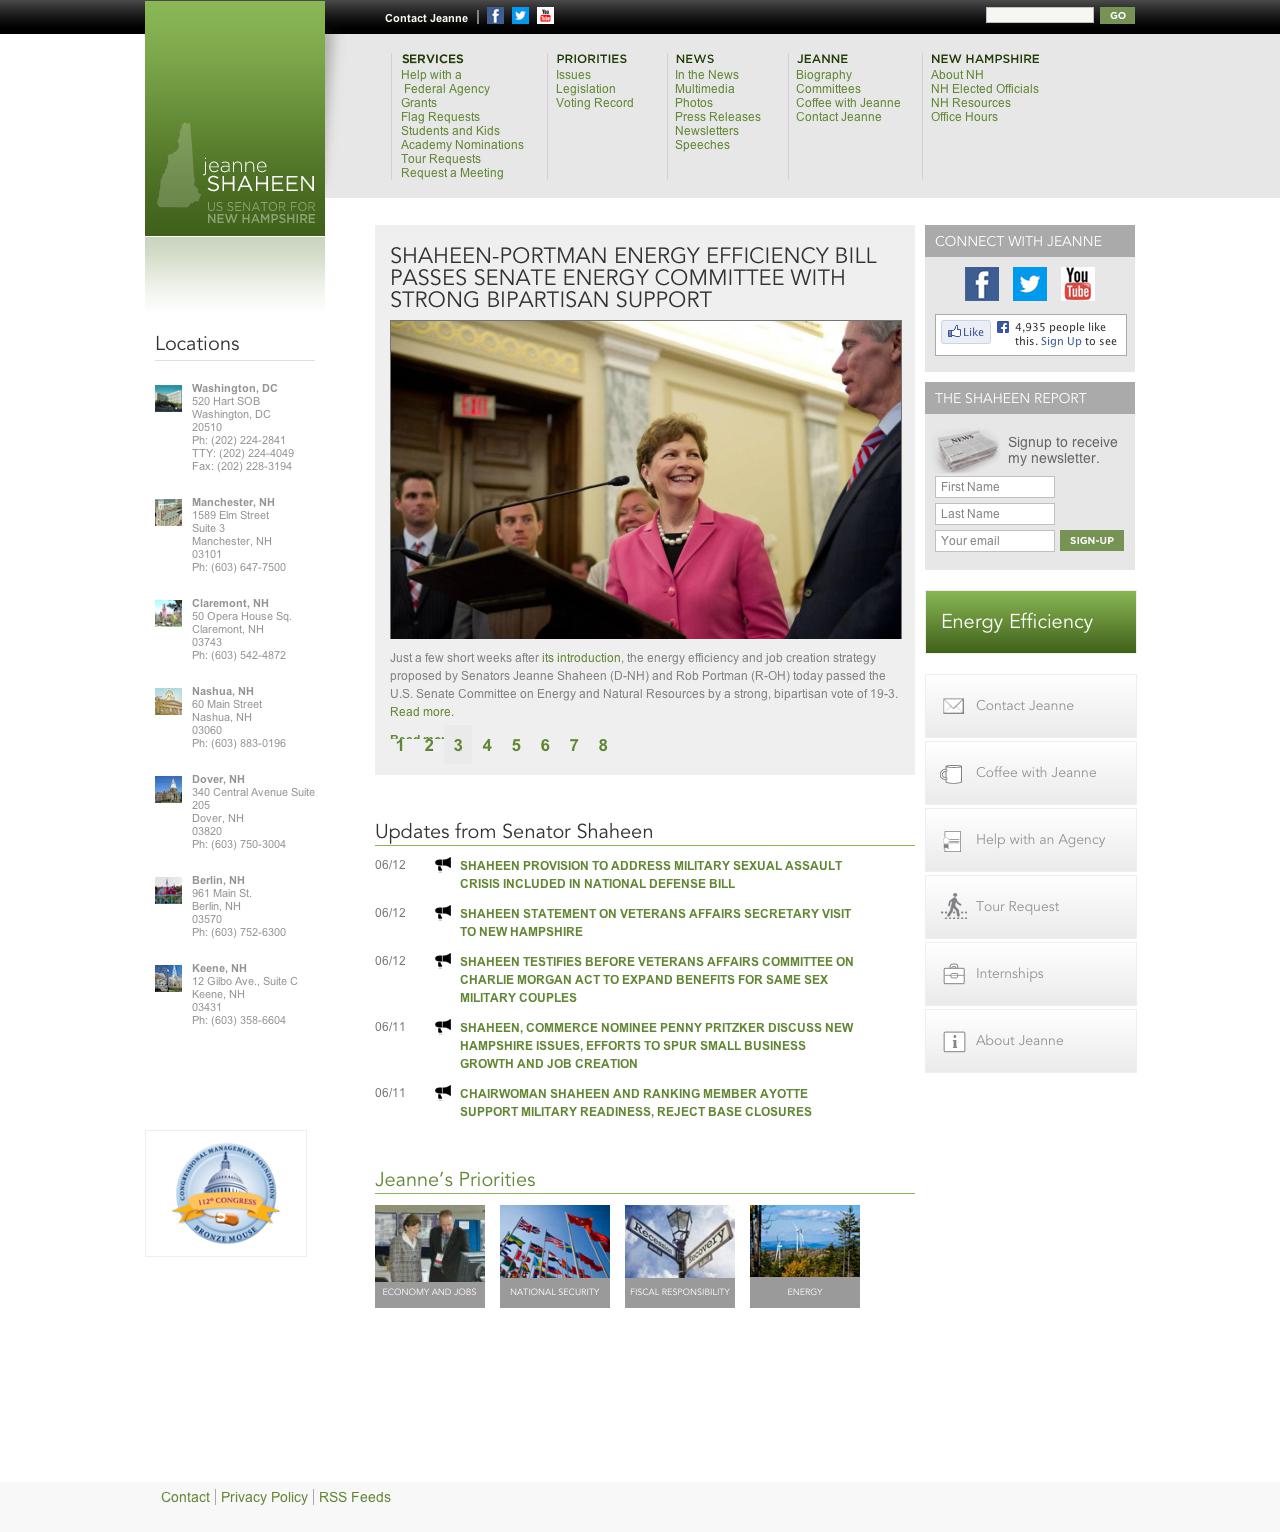 Contact Jeanne
You
Tube
GO
SERVICES
Help with a
Federal Agency
Grants
Flag Requests
Students and Kids
Academy Nominations
Tour Requests
Request a Meeting
PRIORITIES
Issues
Legislation
Voting Record
NEWS
In the News
Multimedia
Photos
Press Releases
Newsletters
Speeches
JEANNE
Biography
Committees
Coffee with Jeanne
Contact Jeanne
NEW HAMPSHIRE
About NH
NH Elected Officials
NH Resources
Office Hours
jeanne
SHAHEEN
US SENATOR FOR
NEW HAMPSHIRE
Locations
Washington, DC
520 Hart SOB
Washington, DC
20510
Ph: (202) 224-2841
TTY: (202) 224-4049
Fax: (202) 228-3194
Manchester, NH
1589 Elm Street
Suite 3
Manchester, NH
03101
Ph: (603) 647-7500
Claremont, NH
50 Opera House Sq.
Claremont, NH
03743
Ph: (603) 542-4872
Nashua, NH
60 Main Street
Nashua, NH
03060
Ph: (603) 883-0196
Dover, NH
340 Central Avenue Suite
205
Dover, NH
03820
Ph: (603) 750-3004
Berlin, NH
961 Main St.
Berlin, NH
03570
Ph: (603) 752-6300
Keene, NH
12 Gilbo Ave., Suite C
Keene, NH
03431
Ph: (603) 358-6604
CONGRESSIONAL MANAGEMENT FOUNDATION
112th CONGRESS
BRONZE MOUSE
SHAHEEN-PORTMAN ENERGY EFFICIENCY BILL
PASSES SENATE ENERGY COMMITTEE WITH
STRONG BIPARTISAN SUPPORT
EXIT
Just a few short weeks after its introduction, the energy efficiency and job creation strategy
proposed by Senators Jeanne Shaheen (D-NH) and Rob Portman (R-OH) today passed the
U.S. Senate Committee on Energy and Natural Resources by a strong, bipartisan vote of 19-3.
Read more.
1 2 3 4 5 6 7 8
Updates from Senator Shaheen
06/12
SHAHEEN PROVISION TO ADDRESS MILITARY SEXUAL ASSAULT
CRISIS INCLUDED IN NATIONAL DEFENSE BILL
06/12
SHAHEEN STATEMENT ON VETERANS AFFAIRS SECRETARY VISIT
TO NEW HAMPSHIRE
06/12
SHAHEEN TESTIFIES BEFORE VETERANS AFFAIRS COMMITTEE ON
CHARLIE MORGAN ACT TO EXPAND BENEFITS FOR SAME SEX
MILITARY COUPLES
06/11
SHAHEEN, COMMERCE NOMINEE PENNY PRITZKER DISCUSS NEW
HAMPSHIRE ISSUES, EFFORTS TO SPUR SMALL BUSINESS
GROWTH AND JOB CREATION
06/11
CHAIRWOMAN SHAHEEN AND RANKING MEMBER AYOTTE
SUPPORT MILITARY READINESS, REJECT BASE CLOSURES
Jeanne's Priorities
ECONOMY AND JOBS
NATIONAL SECURITY
Recession
Recovery
FISCAL RESPONSIBILITY
ENERGY
CONNECT WITH JEANNE
You
Tube
Like
4,935 people like
this. Sign Up to see
THE SHAHEEN REPORT
NEWS
Signup to receive
my newsletter.
First Name
Last Name
Your email
SIGN-UP
Energy Efficiency
Contact Jeanne
Coffee with Jeanne
Help with an Agency
Tour Request
Internships
About Jeanne
Contact
Privacy Policy
RSS Feeds